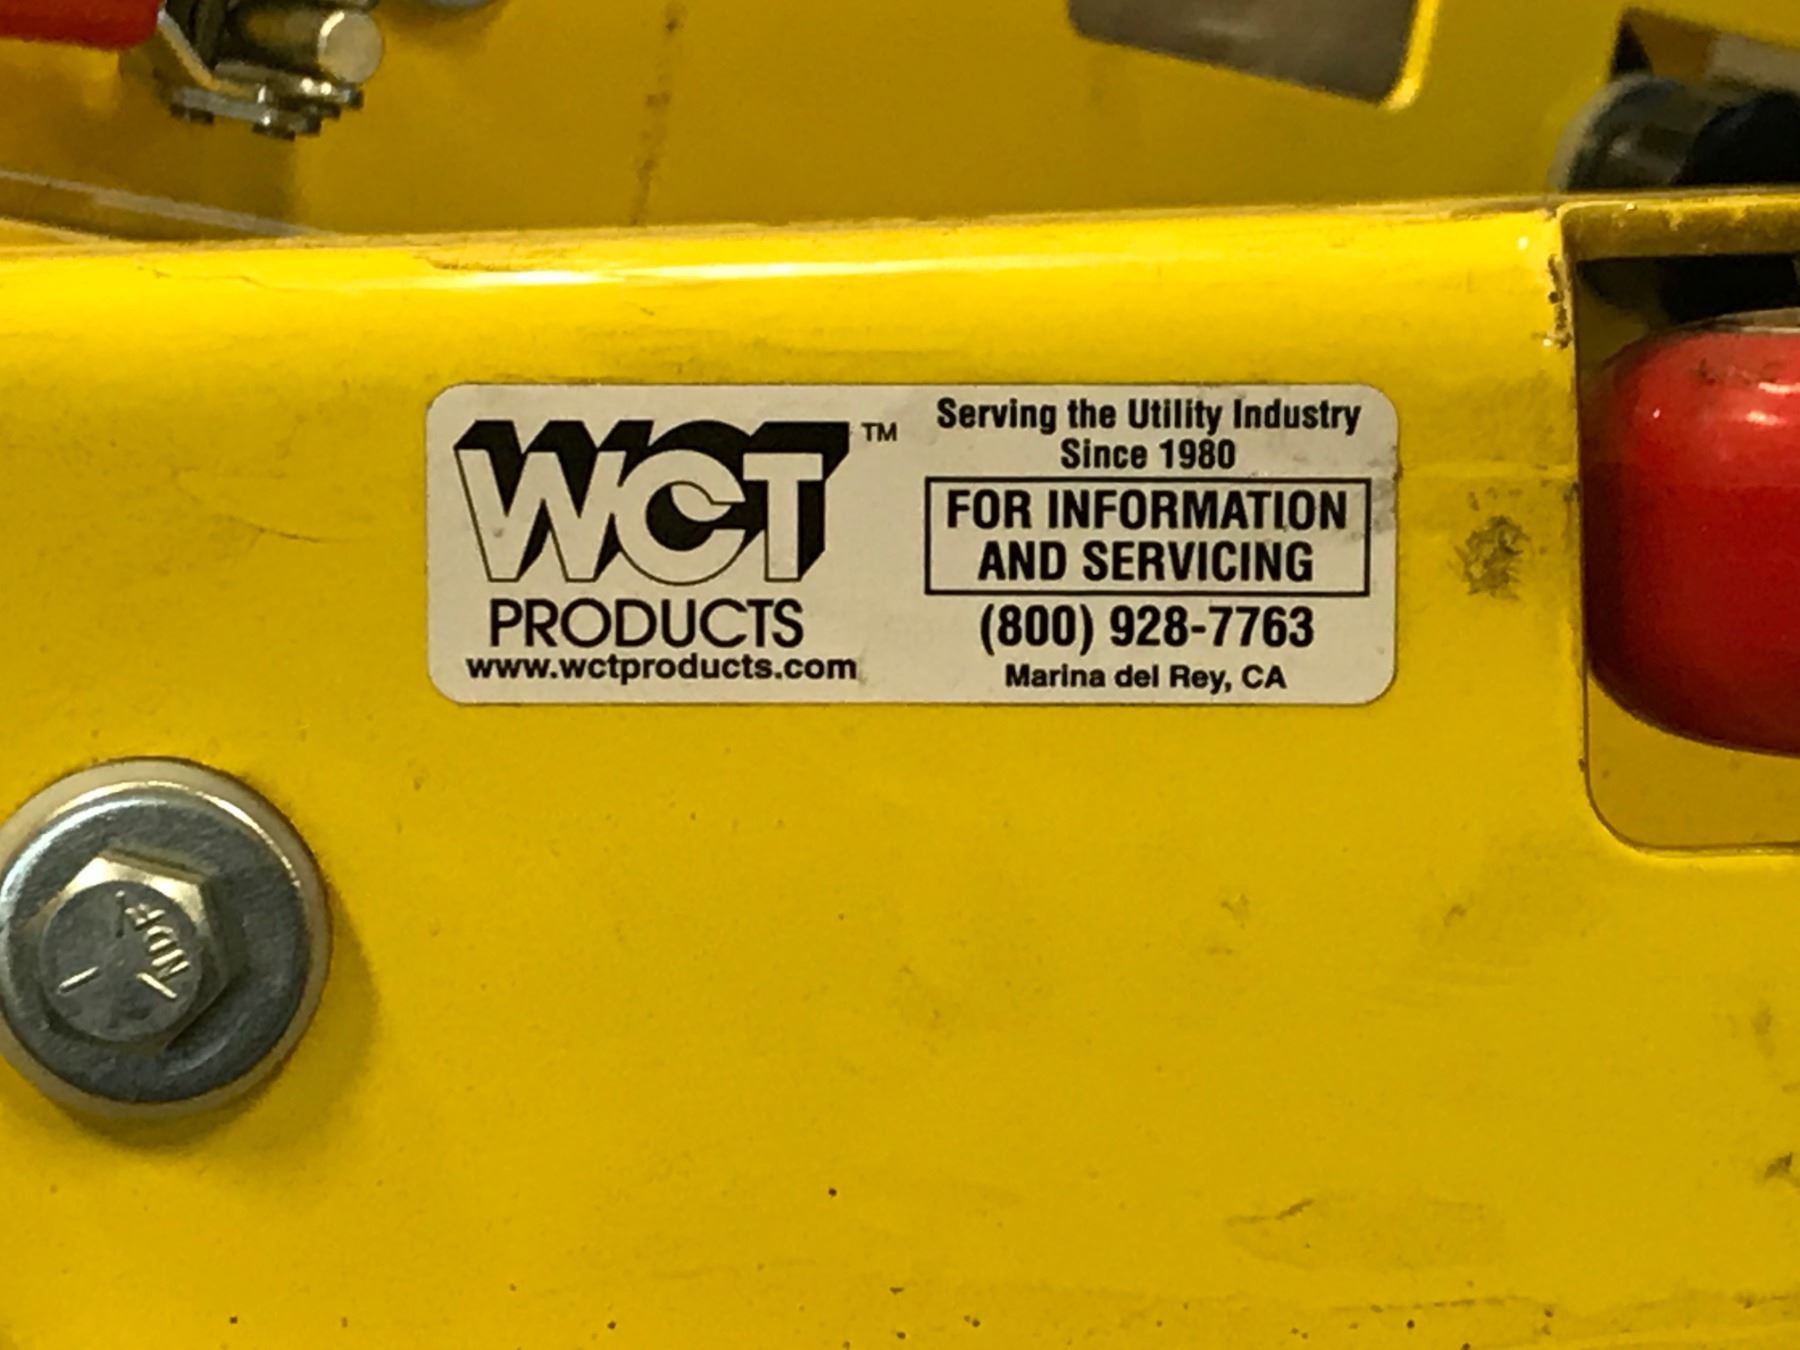 WCT™
PRODUCTS
www.wctproducts.com
Serving the Utility Industry
Since 1980
FOR INFORMATION
AND SERVICING
(800) 928-7763
Marina del Rey, CA
NDF